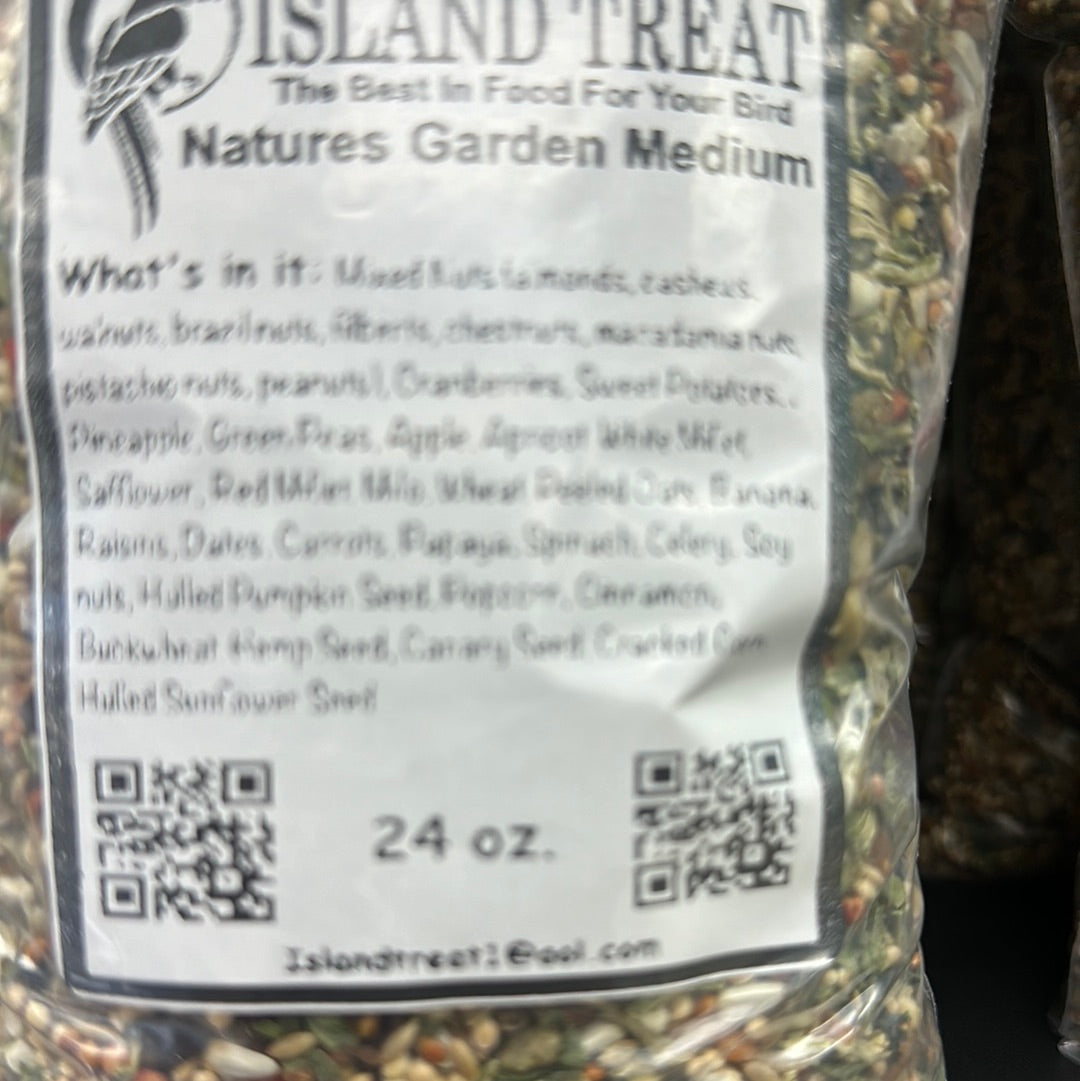 ISLAND TREAT
The Best In Food For Your Bird
Natures Garden Medium
What's in it: Mixed Nuts (almonds, cashews,
walnuts, brazilnuts, filberts, chestnuts, macadamia nuts,
pistachio nuts, peanuts), Cranberries, Sweet Potatoes,
Pineapple, Green Peas, Apple, Apricot White Millet,
Safflower, Red Millet Milo, Wheat Peeled Oats, Banana,
Raisins, Dates, Carrots, Papaya, Spinach, Celery, Soy
nuts, Hulled Pumpkin Seed, Popcorn, Cinnamon,
Buckwheat Hemp Seed, Canary Seed Cracked Corn
Hulled Sunflower Seed
24 oz.
Islandtreat1@aol.com